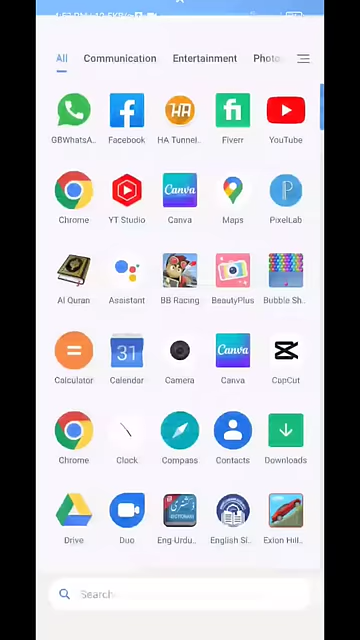 All Communication Entertainment Photo
GBWhatsA.. Facebook HA Tunnel.. Fiverr YouTube
Chrome YT Studio Canva Maps PixelLab
Al Quran Assistant BB Racing BeautyPlus Bubble Sh..
Calculator Calendar Camera Canva CapCut
Chrome Clock Compass Contacts Downloads
Drive Duo Eng-Urdu.. English Si.. Exion Hill..
Search